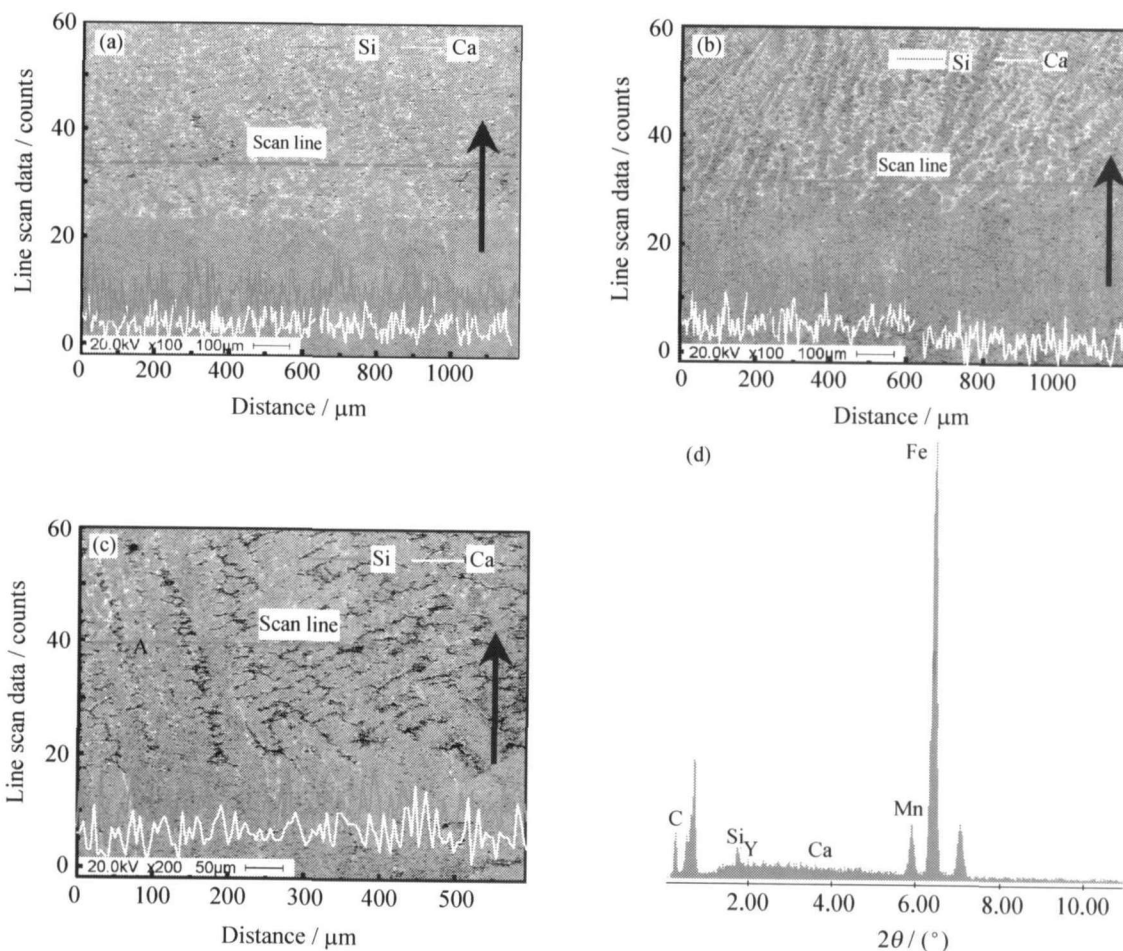 (a)
Si Ca
Scan line
Line scan data / counts
60
40
20
0
20.0kV ×100 100μm
0 200 400 600 800 1000
Distance / μm
(b)
Si Ca
Scan line
Line scan data / counts
60
40
20
0
20.0kV ×100 100μm
0 200 400 600 800 1000
Distance / μm
(c)
Si Ca
Scan line
A
Line scan data / counts
60
40
20
0
20.0kV ×200 50μm
0 100 200 300 400 500
Distance / μm
(d)
Fe
Mn
C
Si
Y
Ca
2.00 4.00 6.00 8.00 10.00
2θ / (°)